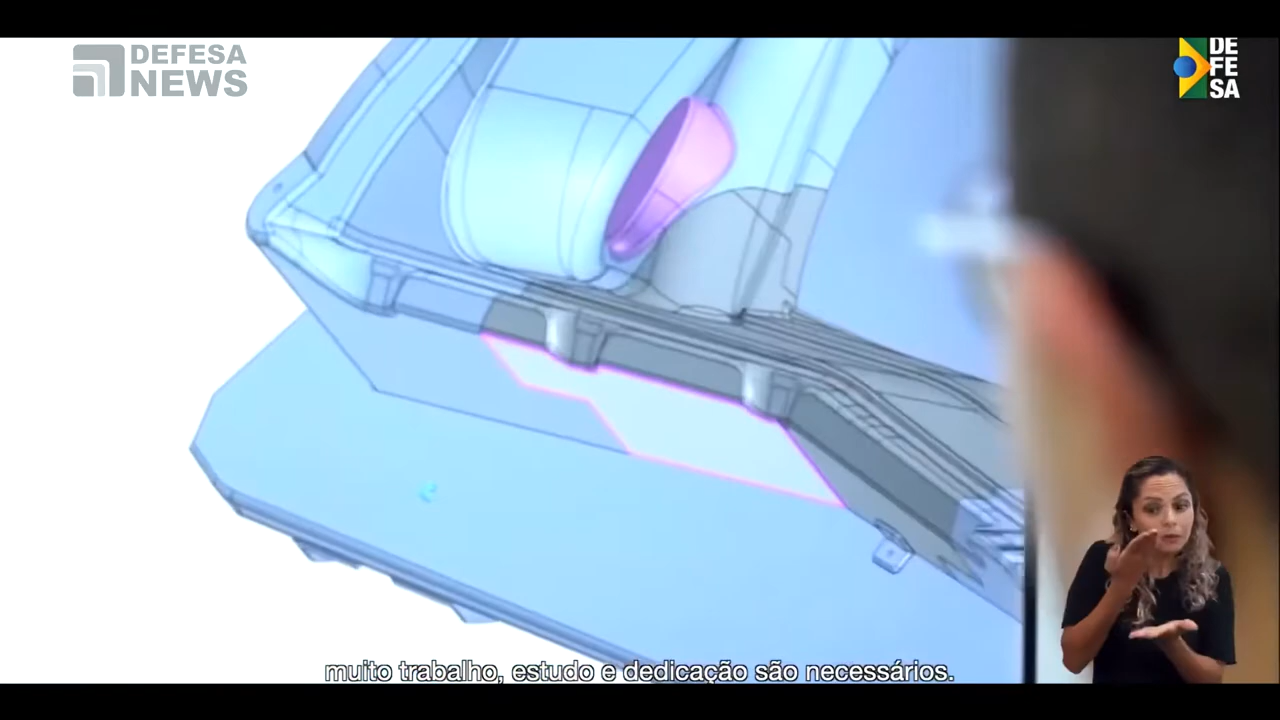 DEFESA
NEWS
DE
FE
SA
muito trabalho, estudo e dedicação são necessários.